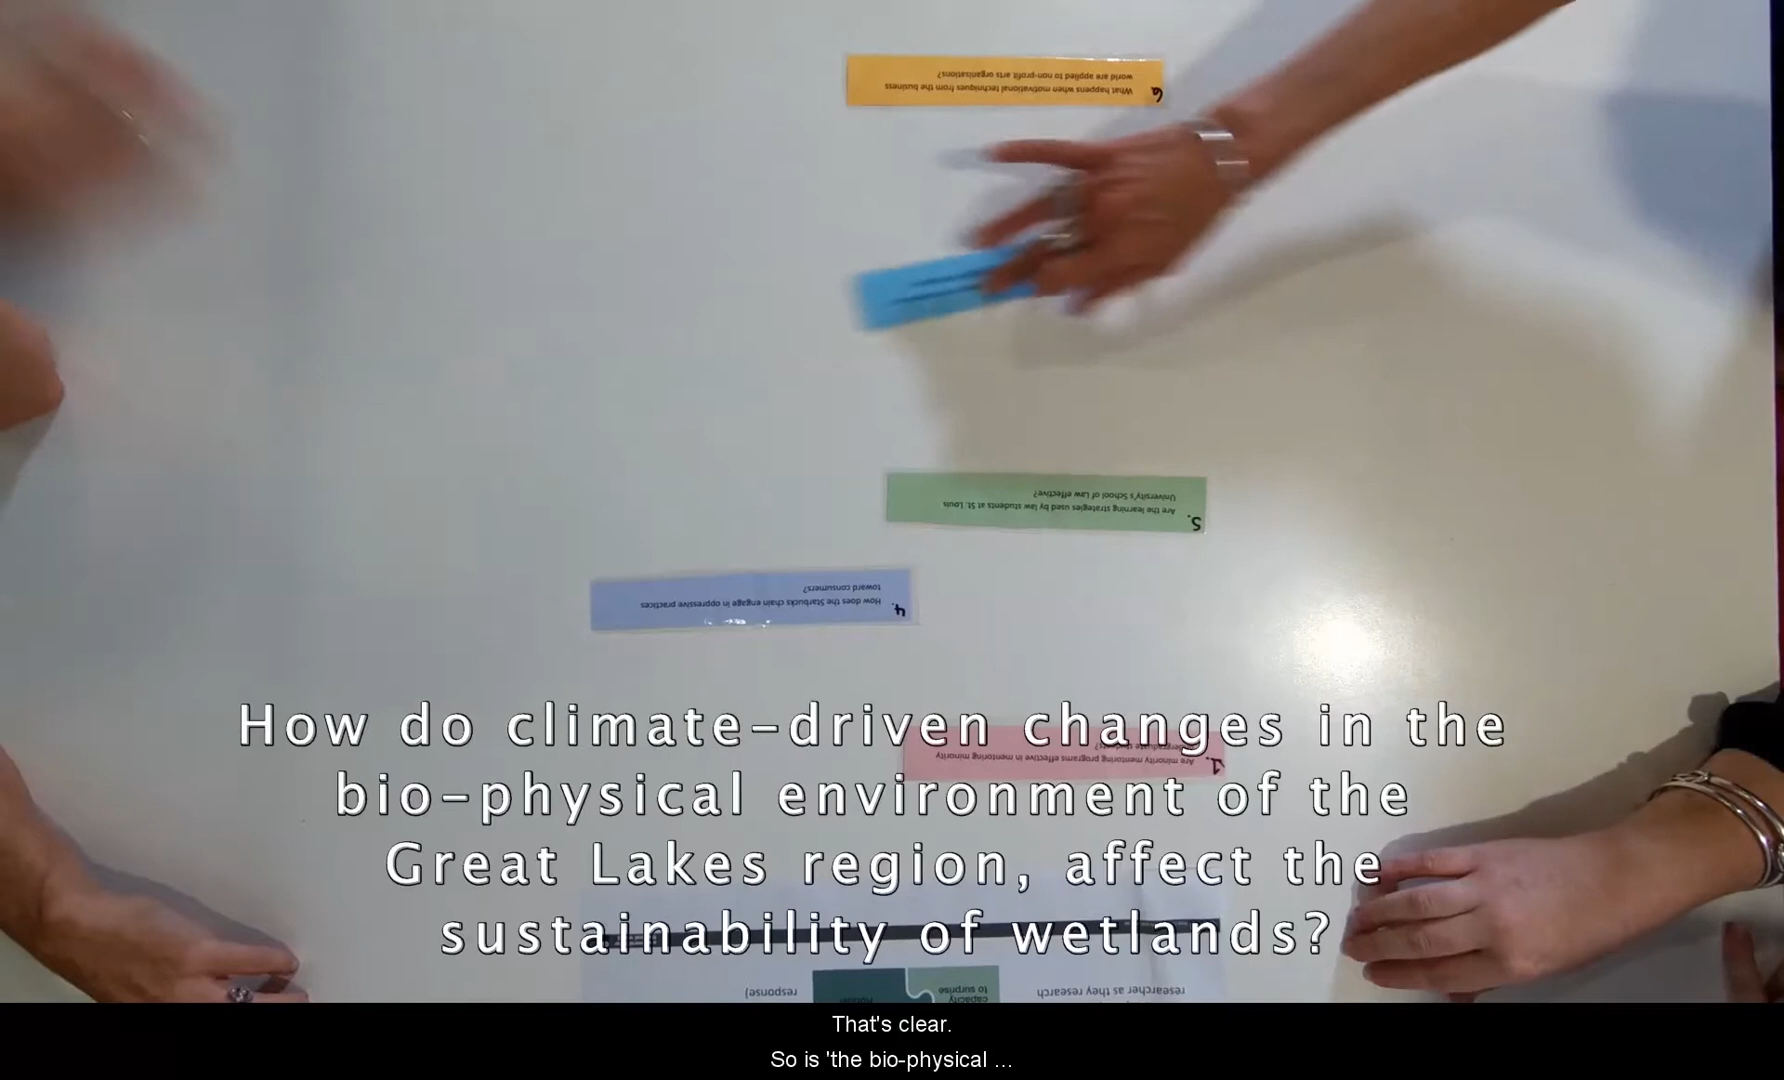 6
What happens when motivational techniques from the business
world are applied to non-profit arts organisations?
5.
Are the learning strategies used by law students at St. Louis
University's School of Law effective?
4.
How does the Starbucks chain engage in oppressive practices
toward consumers?
Are minority mentoring programs effective in mentoring minority
How do climate-driven changes in the
bio-physical environment of the
Great Lakes region, affect the
sustainability of wetlands?
researcher as they research
capacity
to surprise
response)
That's clear.
So is 'the bio-physical ...